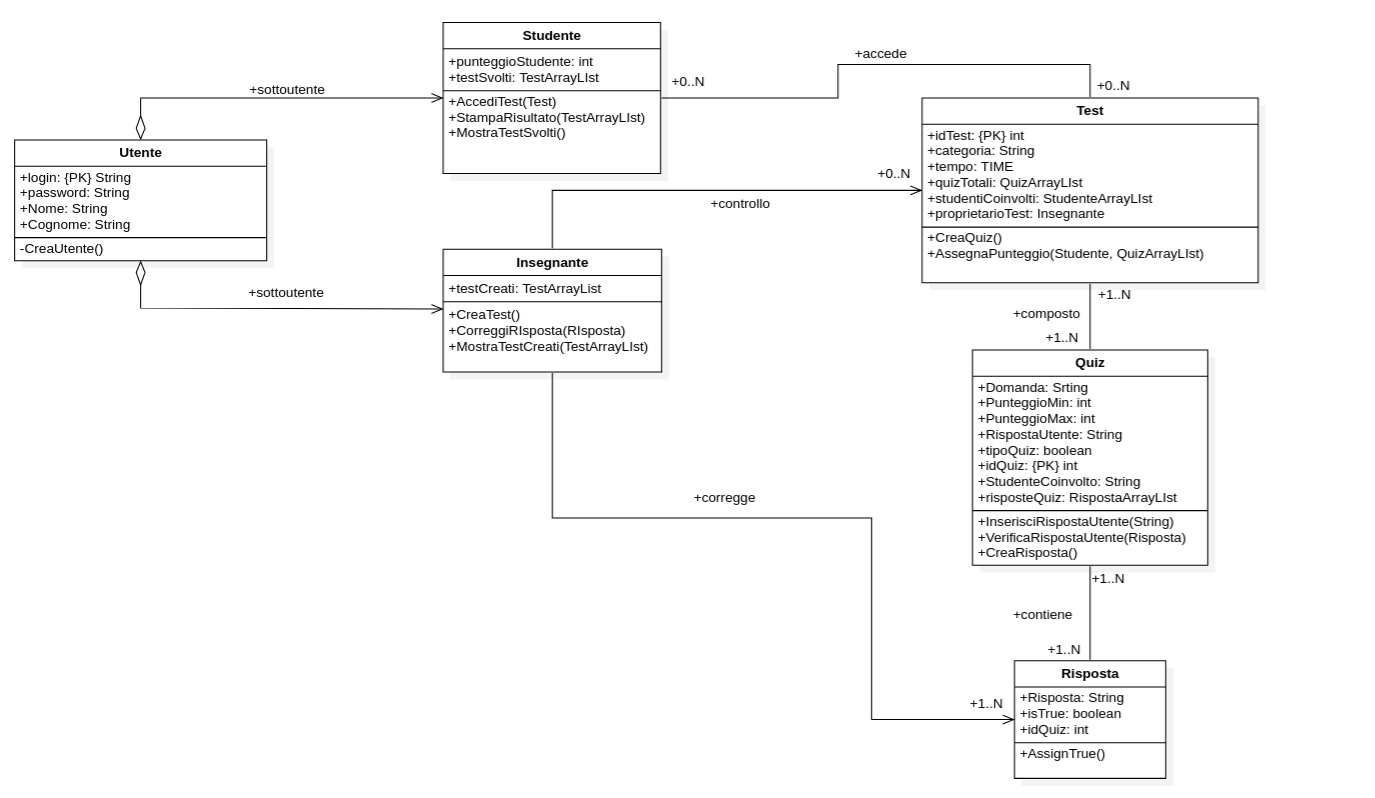 Studente
+punteggioStudente: int
+testSvolti: TestArrayLIst
+AccediTest(Test)
+StampaRisultato(TestArrayLIst)
+MostraTestSvolti()
+sottoutente
+0..N
+accede
+0..N
Utente
+login: {PK} String
+password: String
+Nome: String
+Cognome: String
-CreaUtente()
+sottoutente
Test
+idTest: {PK} int
+categoria: String
+tempo: TIME
+quizTotali: QuizArrayLIst
+studentiCoinvolti: StudenteArrayLIst
+proprietarioTest: Insegnante
+CreaQuiz()
+AssegnaPunteggio(Studente, QuizArrayLIst)
+0..N
+controllo
Insegnante
+testCreati: TestArrayList
+CreaTest()
+CorreggiRIsposta(RIsposta)
+MostraTestCreati(TestArrayLIst)
+1..N
+composto
+1..N
Quiz
+Domanda: Srting
+PunteggioMin: int
+PunteggioMax: int
+RispostaUtente: String
+tipoQuiz: boolean
+idQuiz: {PK} int
+StudenteCoinvolto: String
+risposteQuiz: RispostaArrayLIst
+InserisciRispostaUtente(String)
+VerificaRispostaUtente(Risposta)
+CreaRisposta()
+corregge
+1..N
+contiene
+1..N
+1..N
Risposta
+Risposta: String
+isTrue: boolean
+idQuiz: int
+AssignTrue()